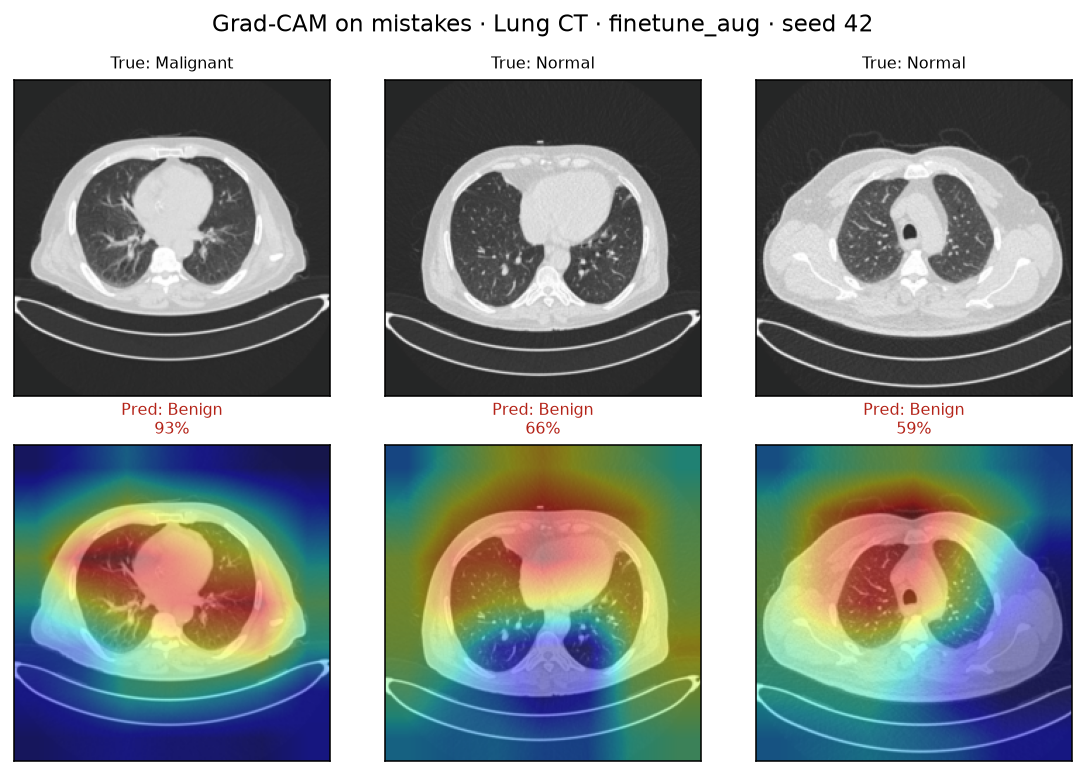 Grad-CAM on mistakes · Lung CT · finetune_aug · seed 42
True: Malignant
True: Normal
True: Normal
Pred: Benign
93%
Pred: Benign
66%
Pred: Benign
59%